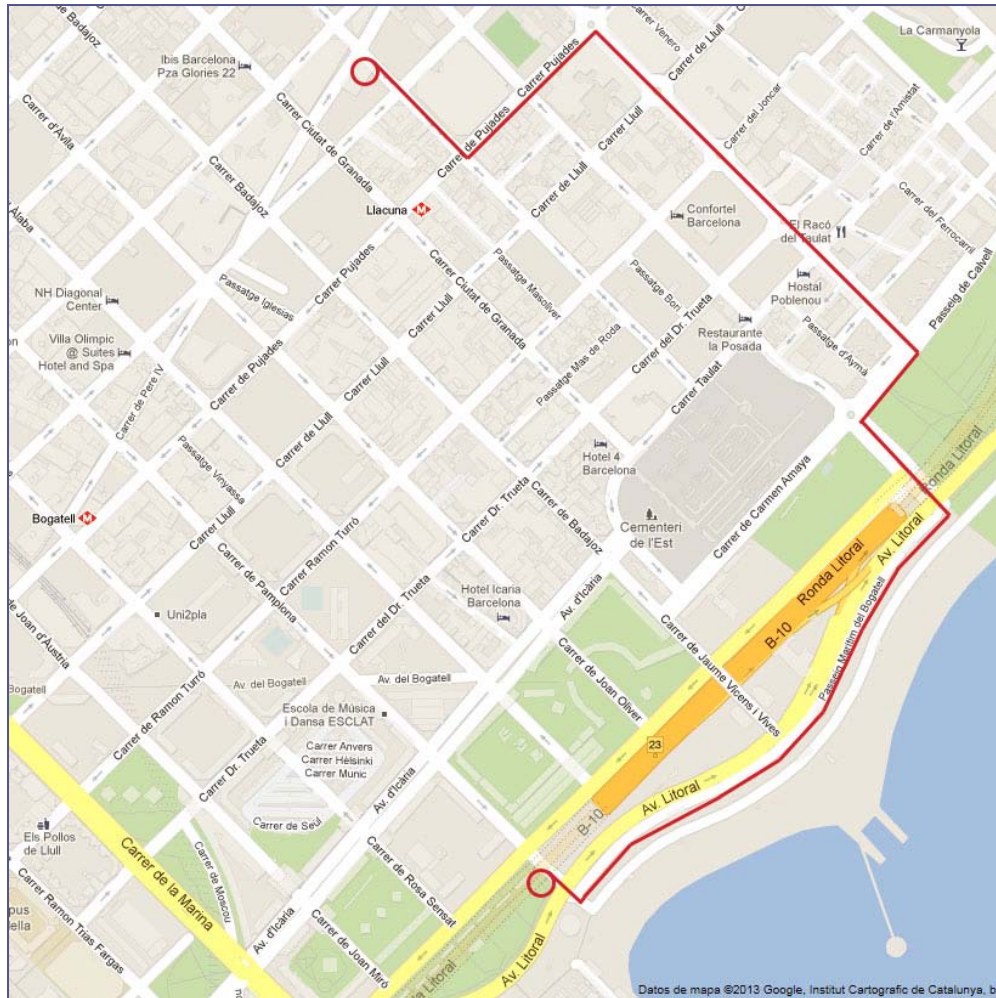 Carrer de Badajoz
Ibis Barcelona
Pza Glories 22
Carrer Pujades
Carrer Venero
Carrer de Llull
La Carmanyola
Carrer d'Àvila
Carrer Ciutat de Granada
Carrer de Pujades
Carrer Llull
Carrer del Joncar
Carrer de l'Amistat
Carrer Badajoz
Carrer de Llull
Àlaba
Llacuna
M
Confortel
Barcelona
El Racó
del Taulat
Carrer del Ferrocarril
Passatge Iglesias
Carrer Pujades
Carrer Ciutat de Granada
Passatge Masoliver
Passatge Bori
Hostal
Poblenou
Passeig de Calvell
NH Diagonal
Center
Carrer Llull
Carrer del Dr. Trueta
Restaurante
la Posada
Passatge d'Aymà
Villa Olimpic
@ Suites
Hotel and Spa
Carrer de Pujades
Carrer Llull
Passatge Mas de Roda
Carrer Taulat
Carrer de Pere IV
Carrer de Llull
Passatge Vinyassa
Hotel 4
Barcelona
Carrer de Carmen Amaya
Ronda Litoral
Bogatell
M
Carrer Llull
Carrer Ramon Turró
Carrer Dr. Trueta
Carrer de Badajoz
Cementeri
de l'Est
Ronda Litoral
Av. Litoral
Carrer de Pamplona
Carrer del Dr. Trueta
Hotel Icaria
Barcelona
Av. d'Icària
B-10
Uni2pla
de Joan d'Àustria
Carrer de Jaume Vicens i Vives
Passeig Marítim del Bogatell
Bogatell
Carrer de Ramon Turró
Av. del Bogatell
Av. del Bogatell
Carrer de Joan Oliver
Escola de Música
i Dansa ESCLAT
Carrer Anvers
Carrer Hèlsinki
Carrer Munic
23
Carrer Dr. Trueta
Av. d'Icària
Av. Litoral
Carrer de Seul
B-10
Els Pollos
de Llull
Carrer de la Marina
Carrer de Moscou
Carrer de Rosa Sensat
Carrer Ramon Trias Fargas
Av. d'Icària
Carrer de Joan Miró
Av. Litoral
Datos de mapa ©2013 Google, Institut Cartografic de Catalunya, b